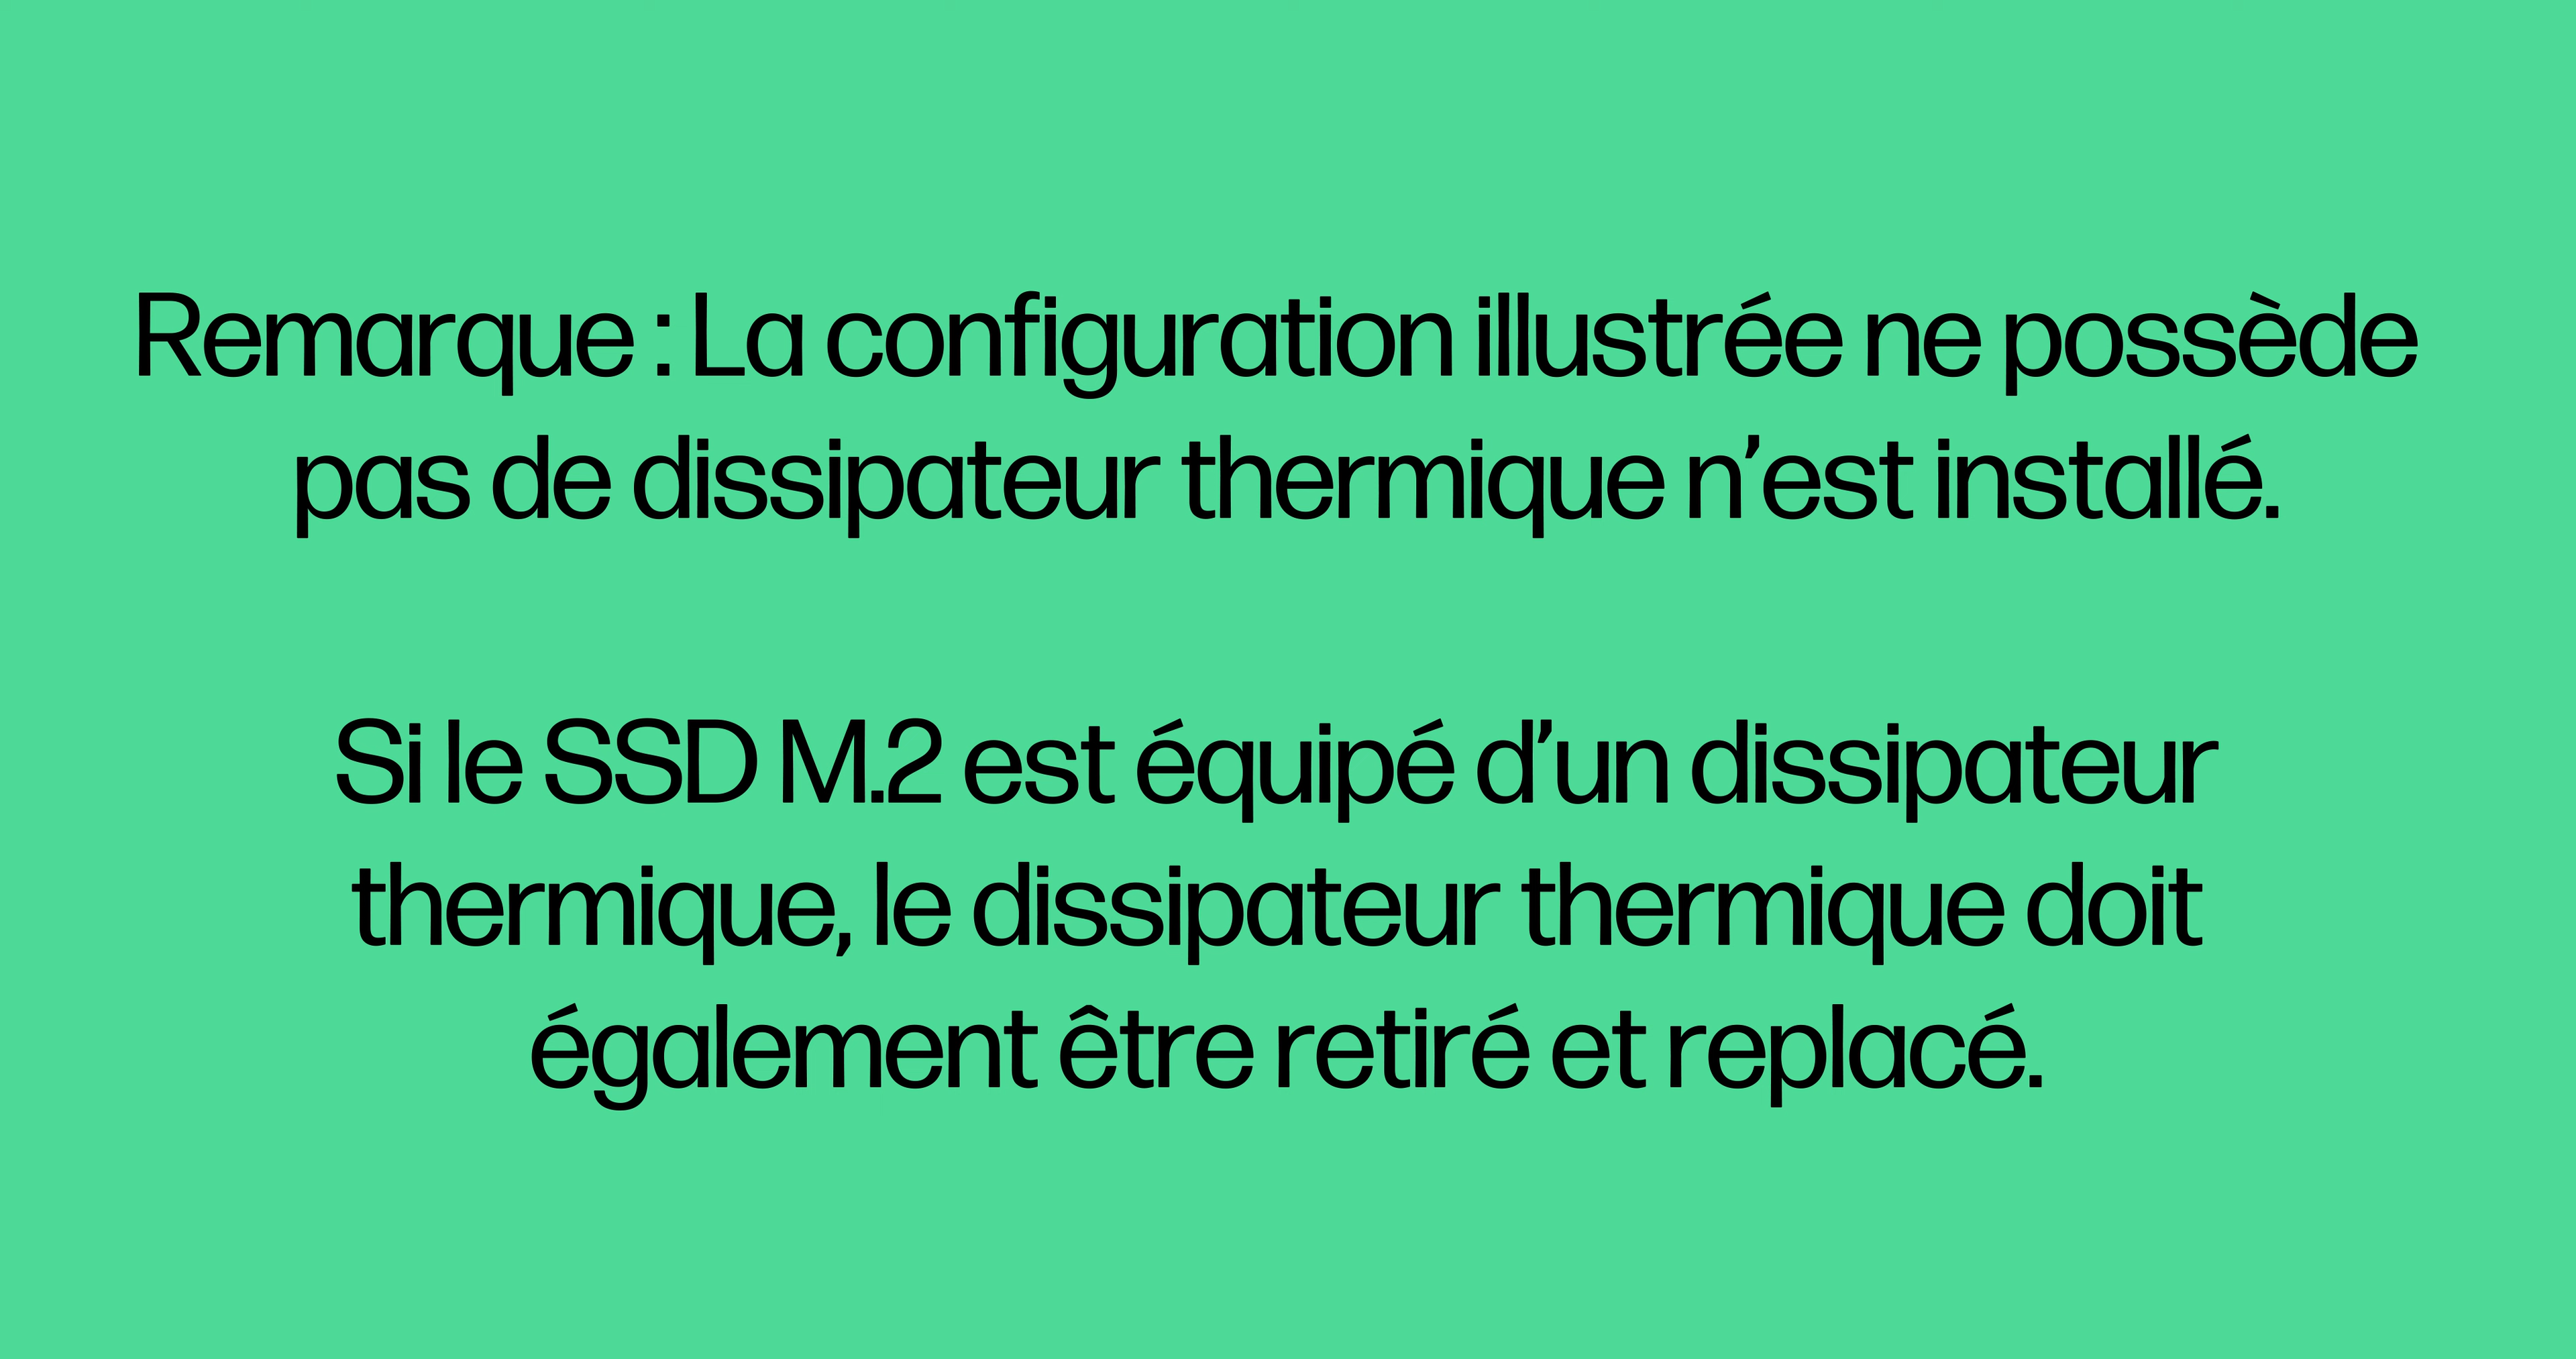 Remarque : La configuration illustrée ne possède
pas de dissipateur thermique n’est installé.
Si le SSD M.2 est équipé d’un dissipateur
thermique, le dissipateur thermique doit
également être retiré et replacé.